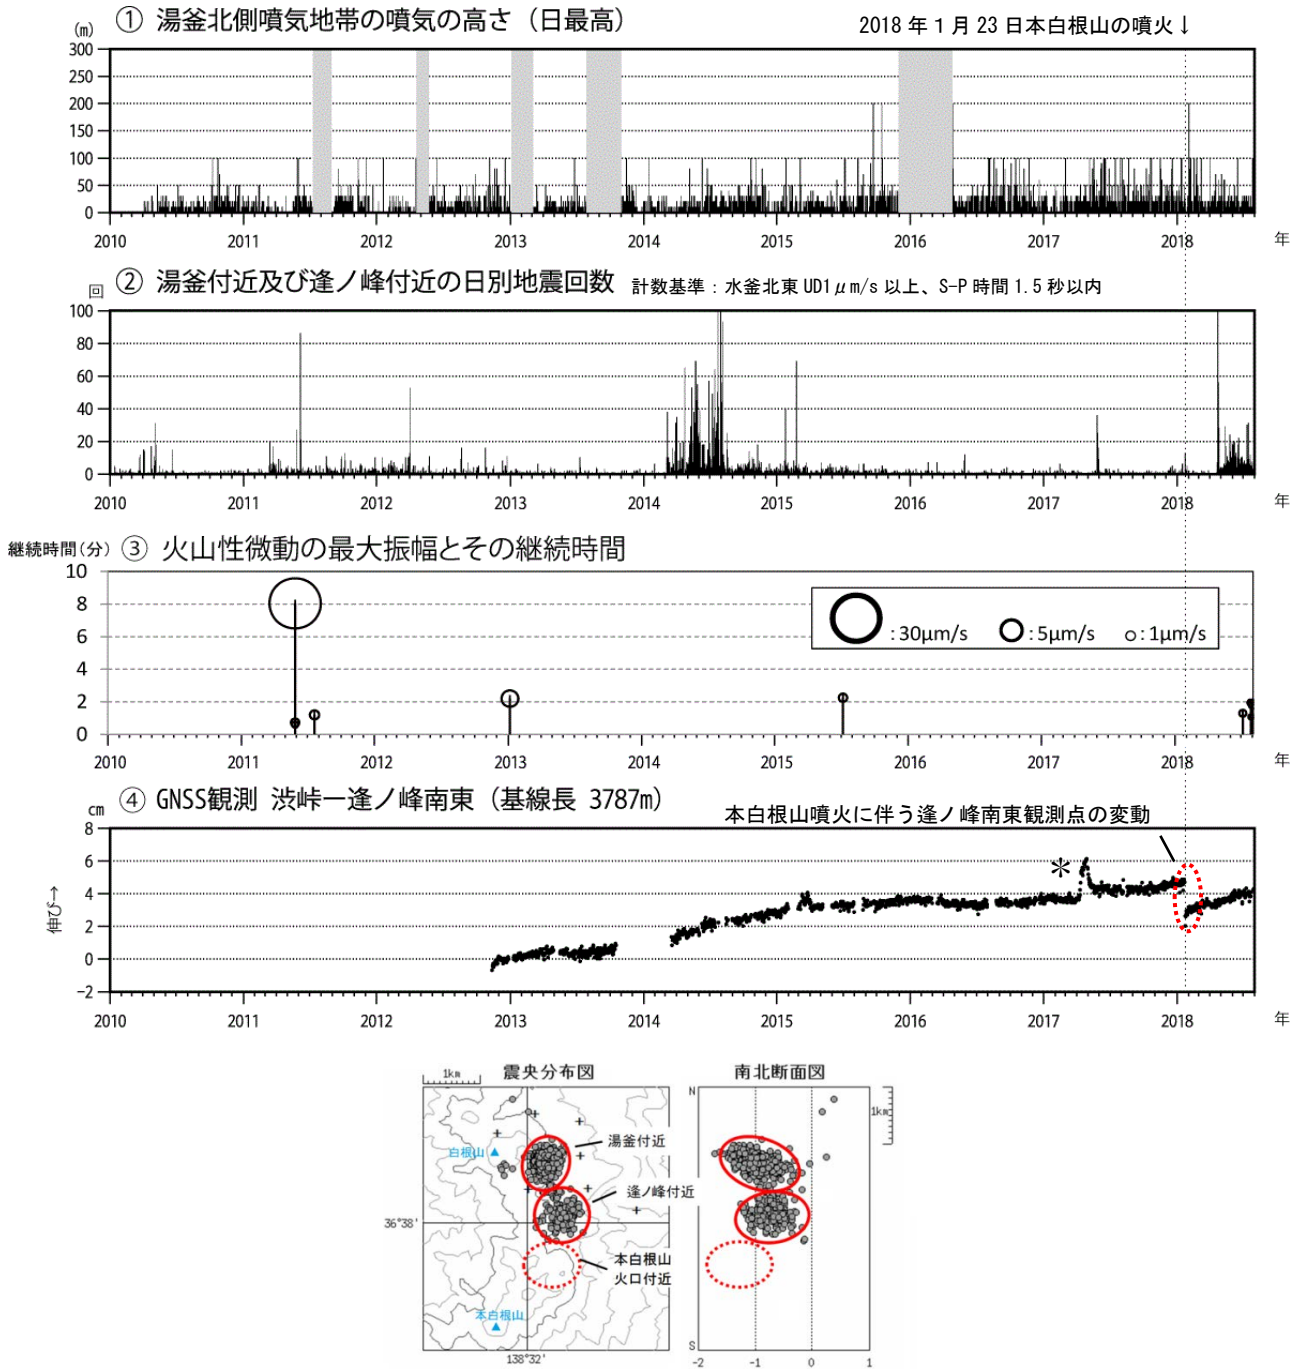 ① 湯釜北側噴気地帯の噴気の高さ（日最高）
2018年1月23日本白根山の噴火↓
(m)
300
250
200
150
100
50
0
2010 2011 2012 2013 2014 2015 2016 2017 2018 年
② 湯釜付近及び逢ノ峰付近の日別地震回数 計数基準：水釜北東UD1μm/s以上、S-P時間1.5秒以内
回
100
80
60
40
20
0
2010 2011 2012 2013 2014 2015 2016 2017 2018 年
継続時間(分) ③ 火山性微動の最大振幅とその継続時間
10
8
6
4
2
0
:30μm/s :5μm/s :1μm/s
2010 2011 2012 2013 2014 2015 2016 2017 2018 年
cm ④ GNSS観測 渋峠ー逢ノ峰南東（基線長 3787m）
本白根山噴火に伴う逢ノ峰南東観測点の変動
8
6
4
2
0
-2
伸び→
*
2010 2011 2012 2013 2014 2015 2016 2017 2018 年
震央分布図
1km
白根山
湯釜付近
逢ノ峰付近
36°38'
本白根山
火口付近
本白根山
138°32'
南北断面図
N
1km
S
-2 -1 0 1